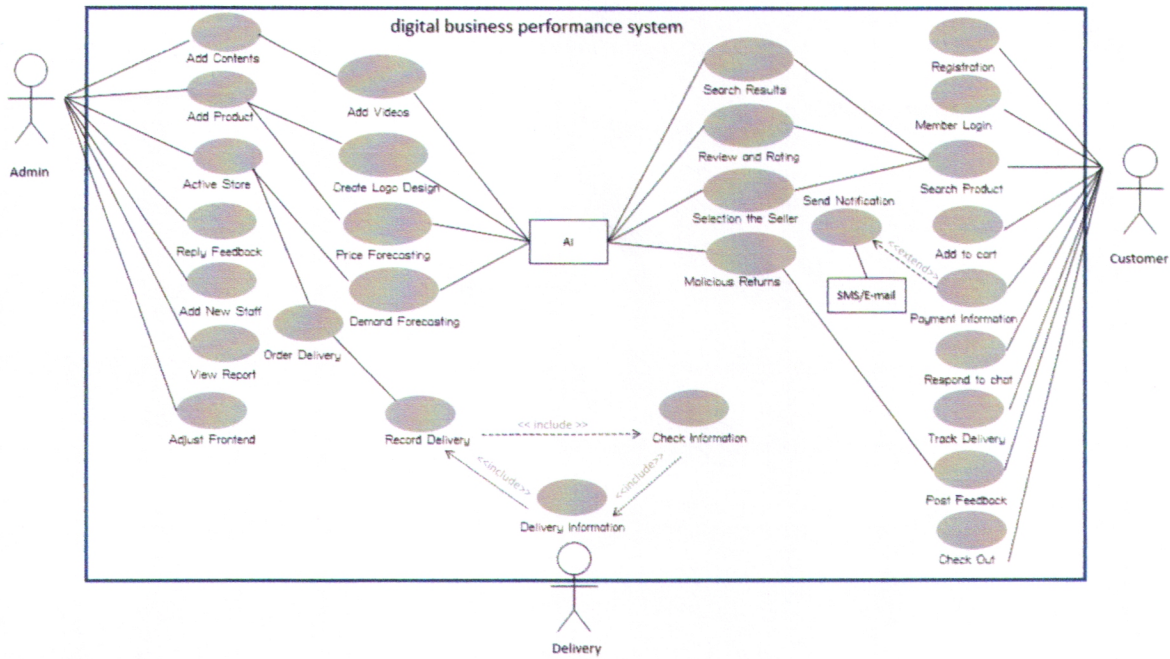 digital business performance system
Admin
Add Contents
Add Product
Active Store
Reply Feedback
Add New Staff
View Report
Adjust Frontend
Add Videos
Create Logo Design
Price Forecasting
Demand Forecasting
Order Delivery
Record Delivery
<< include >>
Check Information
<<include>>
<<include>>
Delivery Information
Delivery
AI
Search Results
Review and Rating
Selection the Seller
Malicious Returns
Send Notification
SMS/E-mail
<<extend>>
Registration
Member Login
Search Product
Add to cart
Payment Information
Respond to chat
Track Delivery
Post Feedback
Check Out
Customer